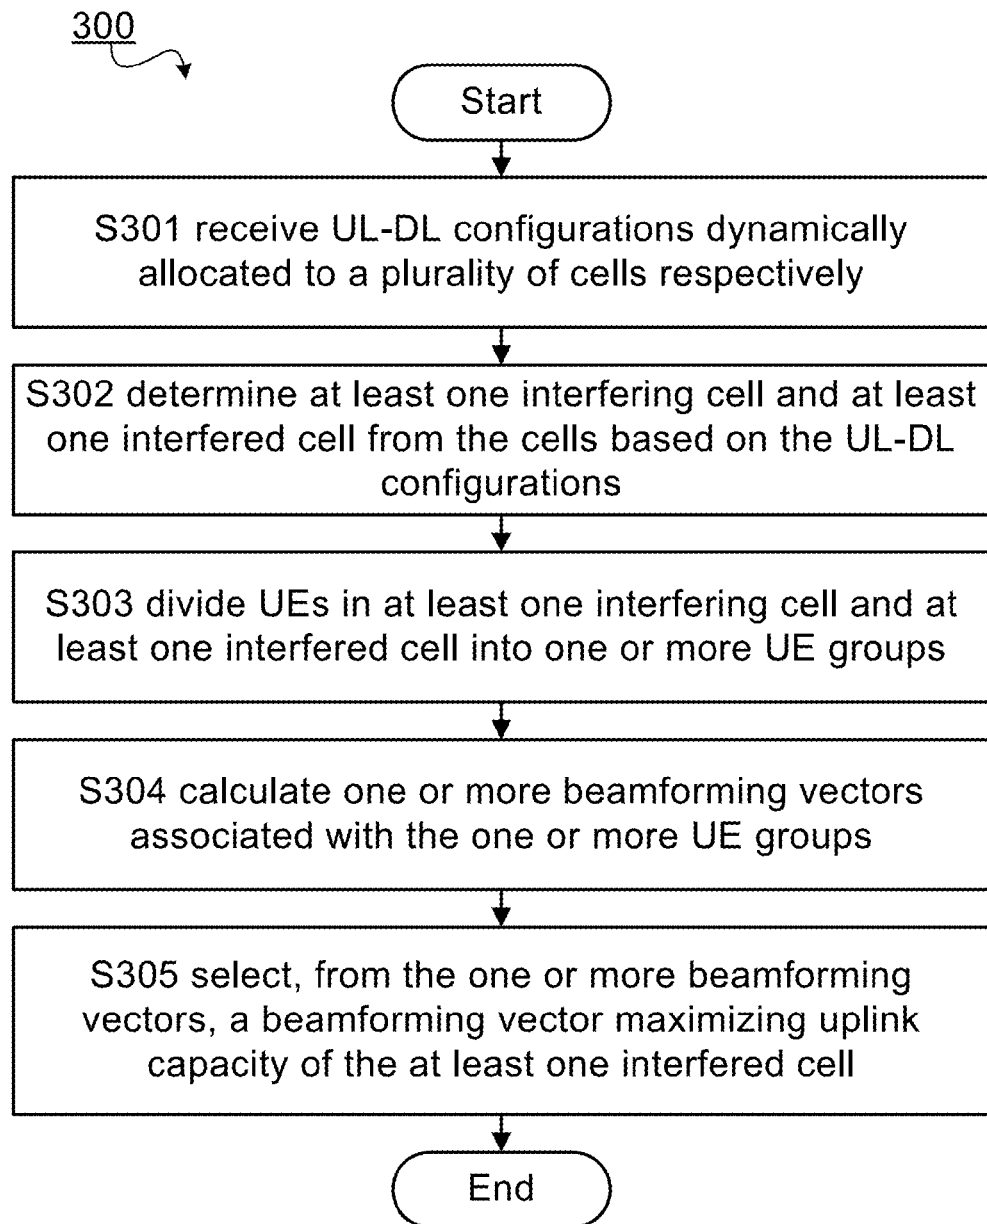 300
Start
S301 receive UL-DL configurations dynamically
allocated to a plurality of cells respectively
S302 determine at least one interfering cell and at least
one interfered cell from the cells based on the UL-DL
configurations
S303 divide UEs in at least one interfering cell and at
least one interfered cell into one or more UE groups
S304 calculate one or more beamforming vectors
associated with the one or more UE groups
S305 select, from the one or more beamforming
vectors, a beamforming vector maximizing uplink
capacity of the at least one interfered cell
End